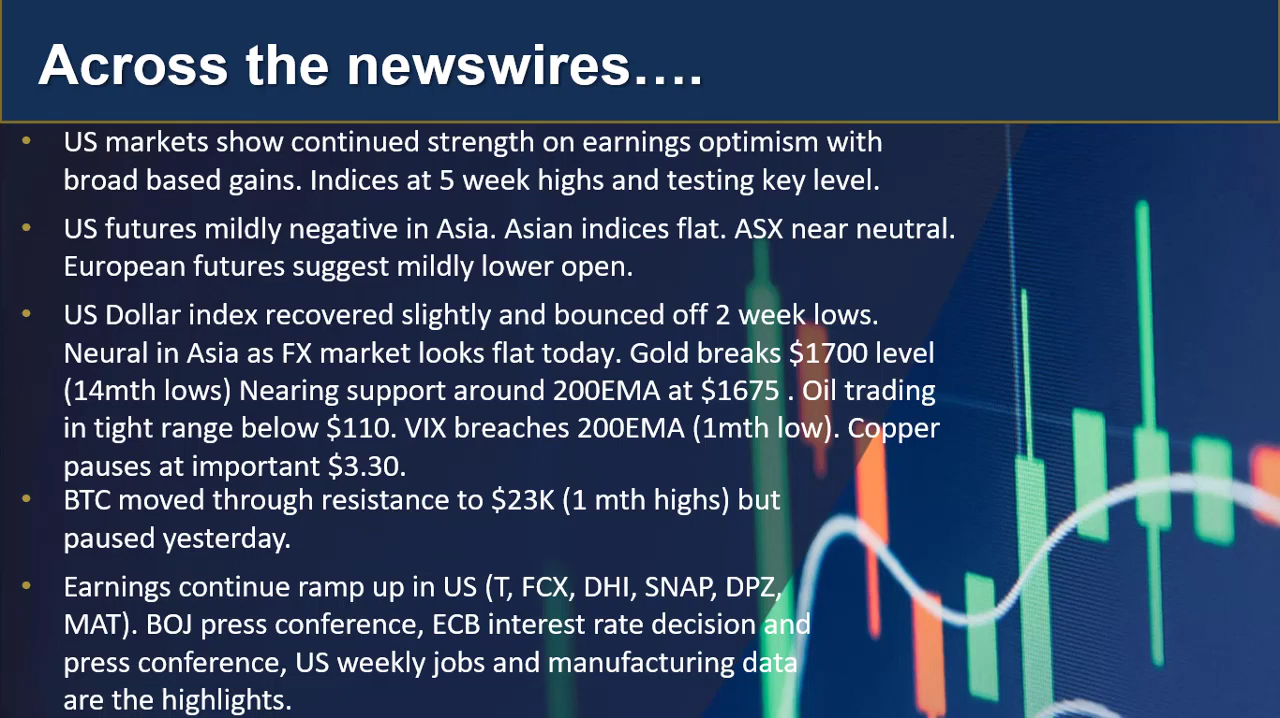 Across the newswires....
• US markets show continued strength on earnings optimism with
broad based gains. Indices at 5 week highs and testing key level.
• US futures mildly negative in Asia. Asian indices flat. ASX near neutral.
European futures suggest mildly lower open.
• US Dollar index recovered slightly and bounced off 2 week lows.
Neural in Asia as FX market looks flat today. Gold breaks $1700 level
(14mth lows) Nearing support around 200EMA at $1675 . Oil trading
in tight range below $110. VIX breaches 200EMA (1mth low). Copper
pauses at important $3.30.
• BTC moved through resistance to $23K (1 mth highs) but
paused yesterday.
• Earnings continue ramp up in US (T, FCX, DHI, SNAP, DPZ,
MAT). BOJ press conference, ECB interest rate decision and
press conference, US weekly jobs and manufacturing data
are the highlights.